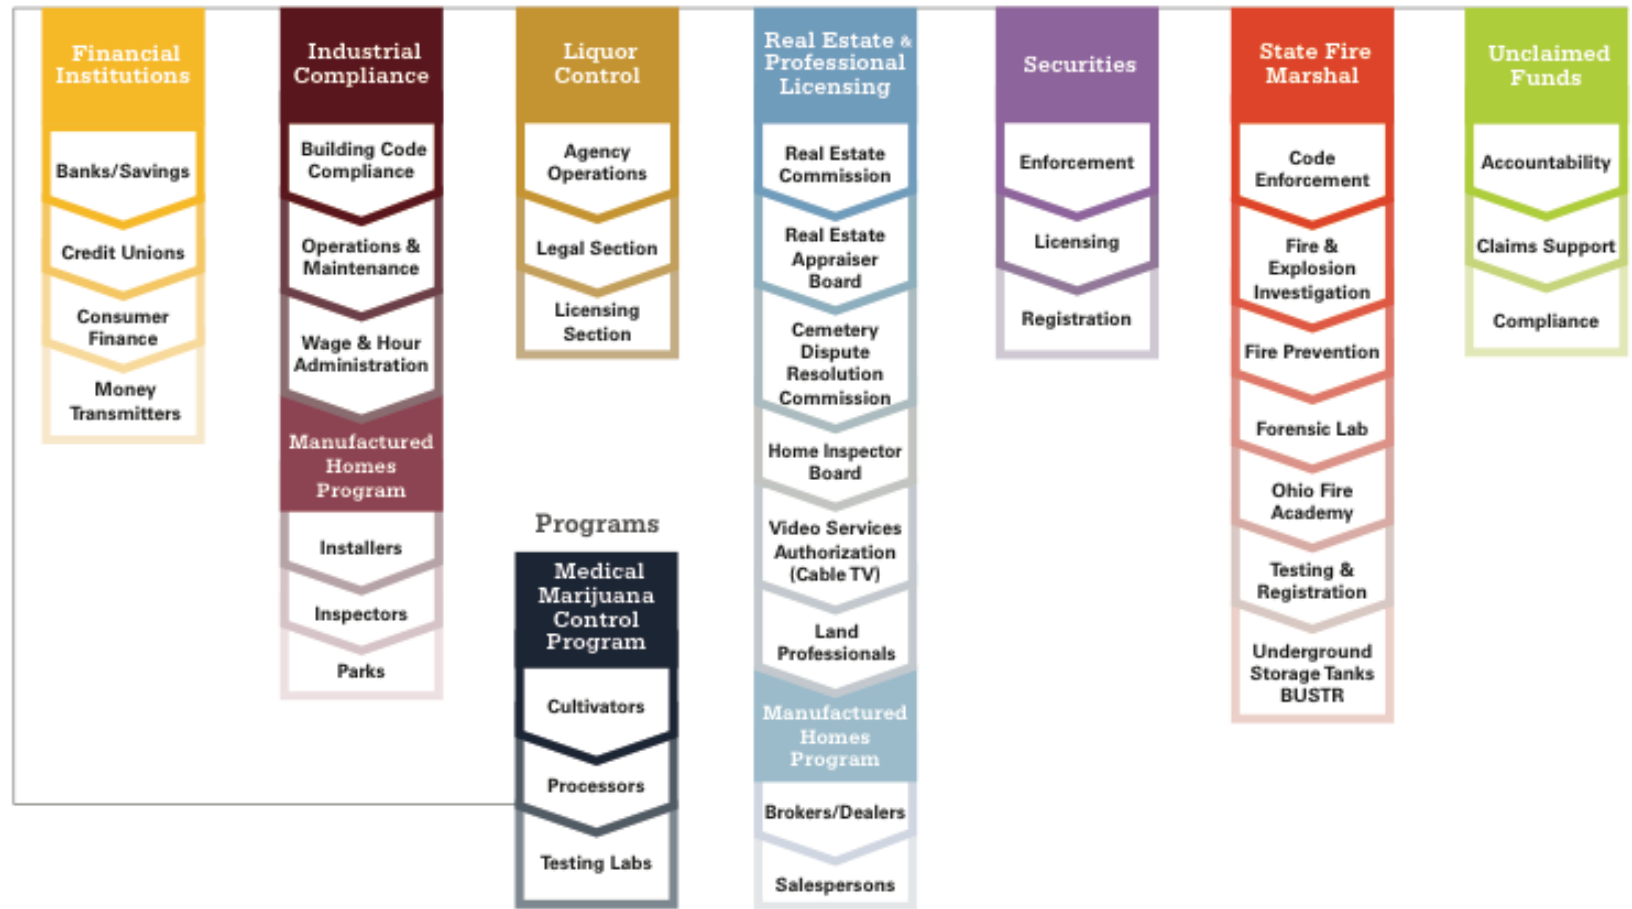 Financial
Institutions
Banks/Savings
Credit Unions
Consumer
Finance
Money
Transmitters
Industrial
Compliance
Building Code
Compliance
Operations &
Maintenance
Wage & Hour
Administration
Manufactured
Homes
Program
Installers
Inspectors
Parks
Liquor
Control
Agency
Operations
Legal Section
Licensing
Section
Programs
Medical
Marijuana
Control
Program
Cultivators
Processors
Testing Labs
Real Estate &
Professional
Licensing
Real Estate
Commission
Real Estate
Appraiser
Board
Cemetery
Dispute
Resolution
Commission
Home Inspector
Board
Video Services
Authorization
(Cable TV)
Land
Professionals
Manufactured
Homes
Program
Brokers/Dealers
Salespersons
Securities
Enforcement
Licensing
Registration
State Fire
Marshal
Code
Enforcement
Fire &
Explosion
Investigation
Fire Prevention
Forensic Lab
Ohio Fire
Academy
Testing &
Registration
Underground
Storage Tanks
BUSTR
Unclaimed
Funds
Accountability
Claims Support
Compliance